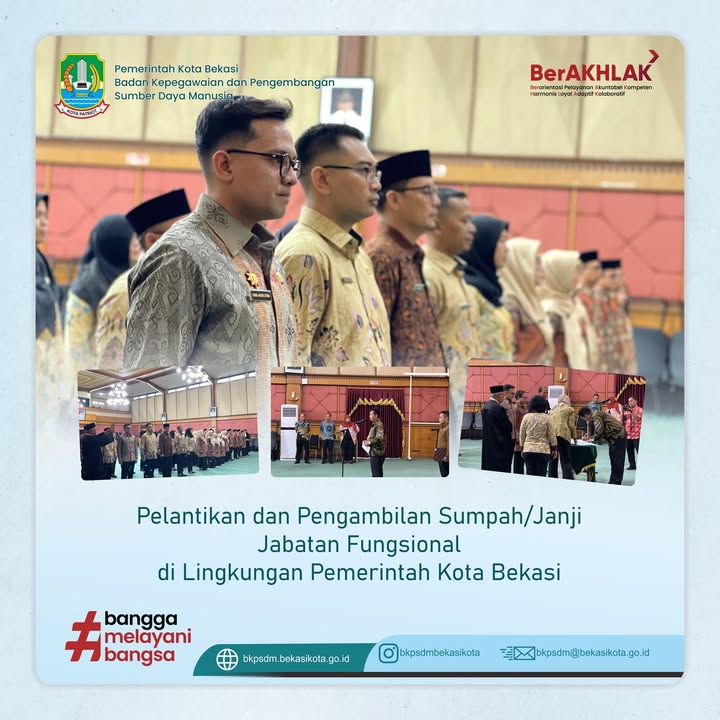 Pemerintah Kota Bekasi
Badan Kepegawaian dan Pengembangan
Sumber Daya Manusia
KOTA PATRIOT
BerAKHLAK
Berorientasi Pelayanan Akuntabel Kompeten
Harmonis Loyal Adaptif Kolaboratif
Pelantikan dan Pengambilan Sumpah/Janji
Jabatan Fungsional
di Lingkungan Pemerintah Kota Bekasi
#bangga
melayani
bangsa
bkpsdm.bekasikota.go.id
bkpsdmbekasikota
bkpsdm@bekasikota.go.id